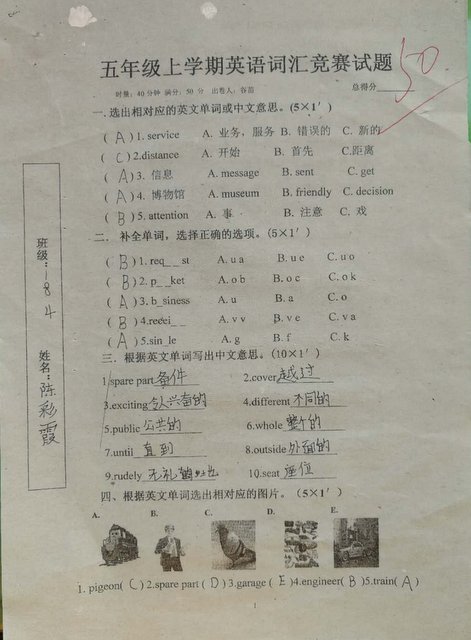 五年级上学期英语词汇竞赛试题
50
时量：40分钟 满分：50分 出卷人：谷苗 总得分
一.选出相对应的英文单词或中文意思。(5×1′)
( A ) 1. service A. 业务，服务 B. 错误的 C. 新的
( C ) 2.distance A. 开始 B. 首先 C.距离
( A ) 3. 信息 A. message B. sent C. get
( A ) 4. 博物馆 A. museum B. friendly C. decision
( B ) 5. attention A. 事 B. 注意 C. 戏
二. 补全单词，选择正确的选项。(5×1′)
( B ) 1. req_ _ st A. u a B. u e C. u o
( B ) 2. p_ _ket A. o b B. o c C. o k
( A ) 3. b_siness A. u B. a C. o
( B ) 4.recei_ _ A. v v B. v e C. v a
( A ) 5.sin_le A. g B. f C. k
三. 根据英文单词写出中文意思。(10×1′)
1.spare part 备件 2.cover 越过
3.exciting 令人兴奋的 4.different 不同的
5.public 公共的 6.whole 整个的
7.until 直到 8.outside 外面的
9.rudely 无礼地 10.seat 座位
四、根据英文单词选出相对应的图片。(5×1′)
A. B. C. D. E.
1. pigeon( C ) 2.spare part ( D ) 3.garage ( E ) 4.engineer( B ) 5.train( A )
1
班级：184
姓名：陈彩霞